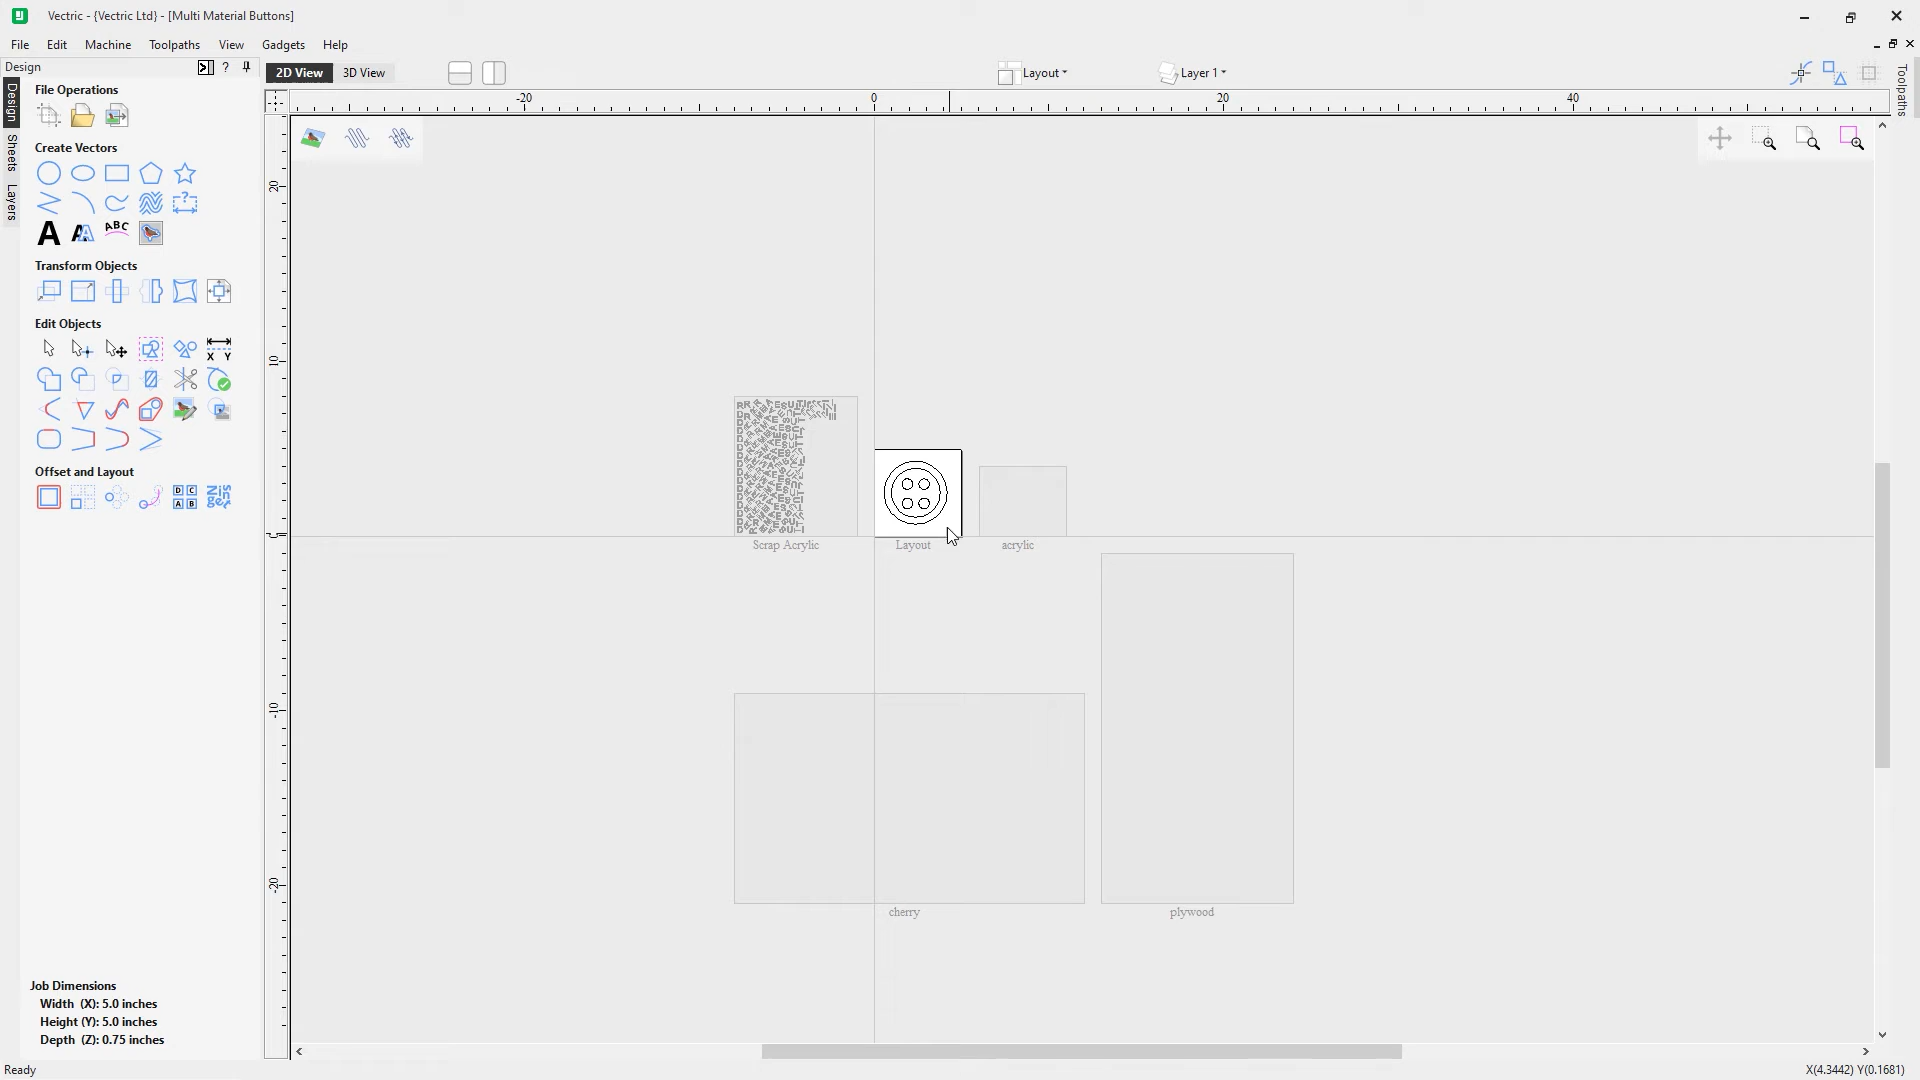 Vectric - {Vectric Ltd} - [Multi Material Buttons]
File Edit Machine Toolpaths View Gadgets Help
Design
2D View 3D View
Layout
Layer 1
Toolpaths
Design
Sheets
Layers
File Operations
Create Vectors
A
ABC
Transform Objects
Edit Objects
X Y
Offset and Layout
-20 0 20 40
20
10
0
-10
-20
Scrap Acrylic
Layout
acrylic
cherry
plywood
Job Dimensions
Width (X): 5.0 inches
Height (Y): 5.0 inches
Depth (Z): 0.75 inches
Ready
X(4.3442) Y(0.1681)